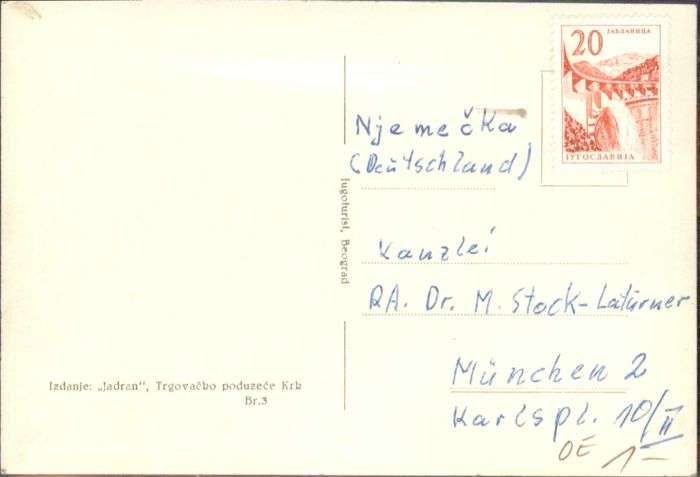 20
ЈАБЛАНИЦА
ЈУГОСЛАВИЈА
Njemečka
(Deutschland)
Jugoturist, Beograd
Kanzlei
RA. Dr. M. Stock-Laturner
München 2
Karlspl. 10/II
OE 1-
Izdanje: „Jadran“, Trgovačko poduzeće Krk
Br.3